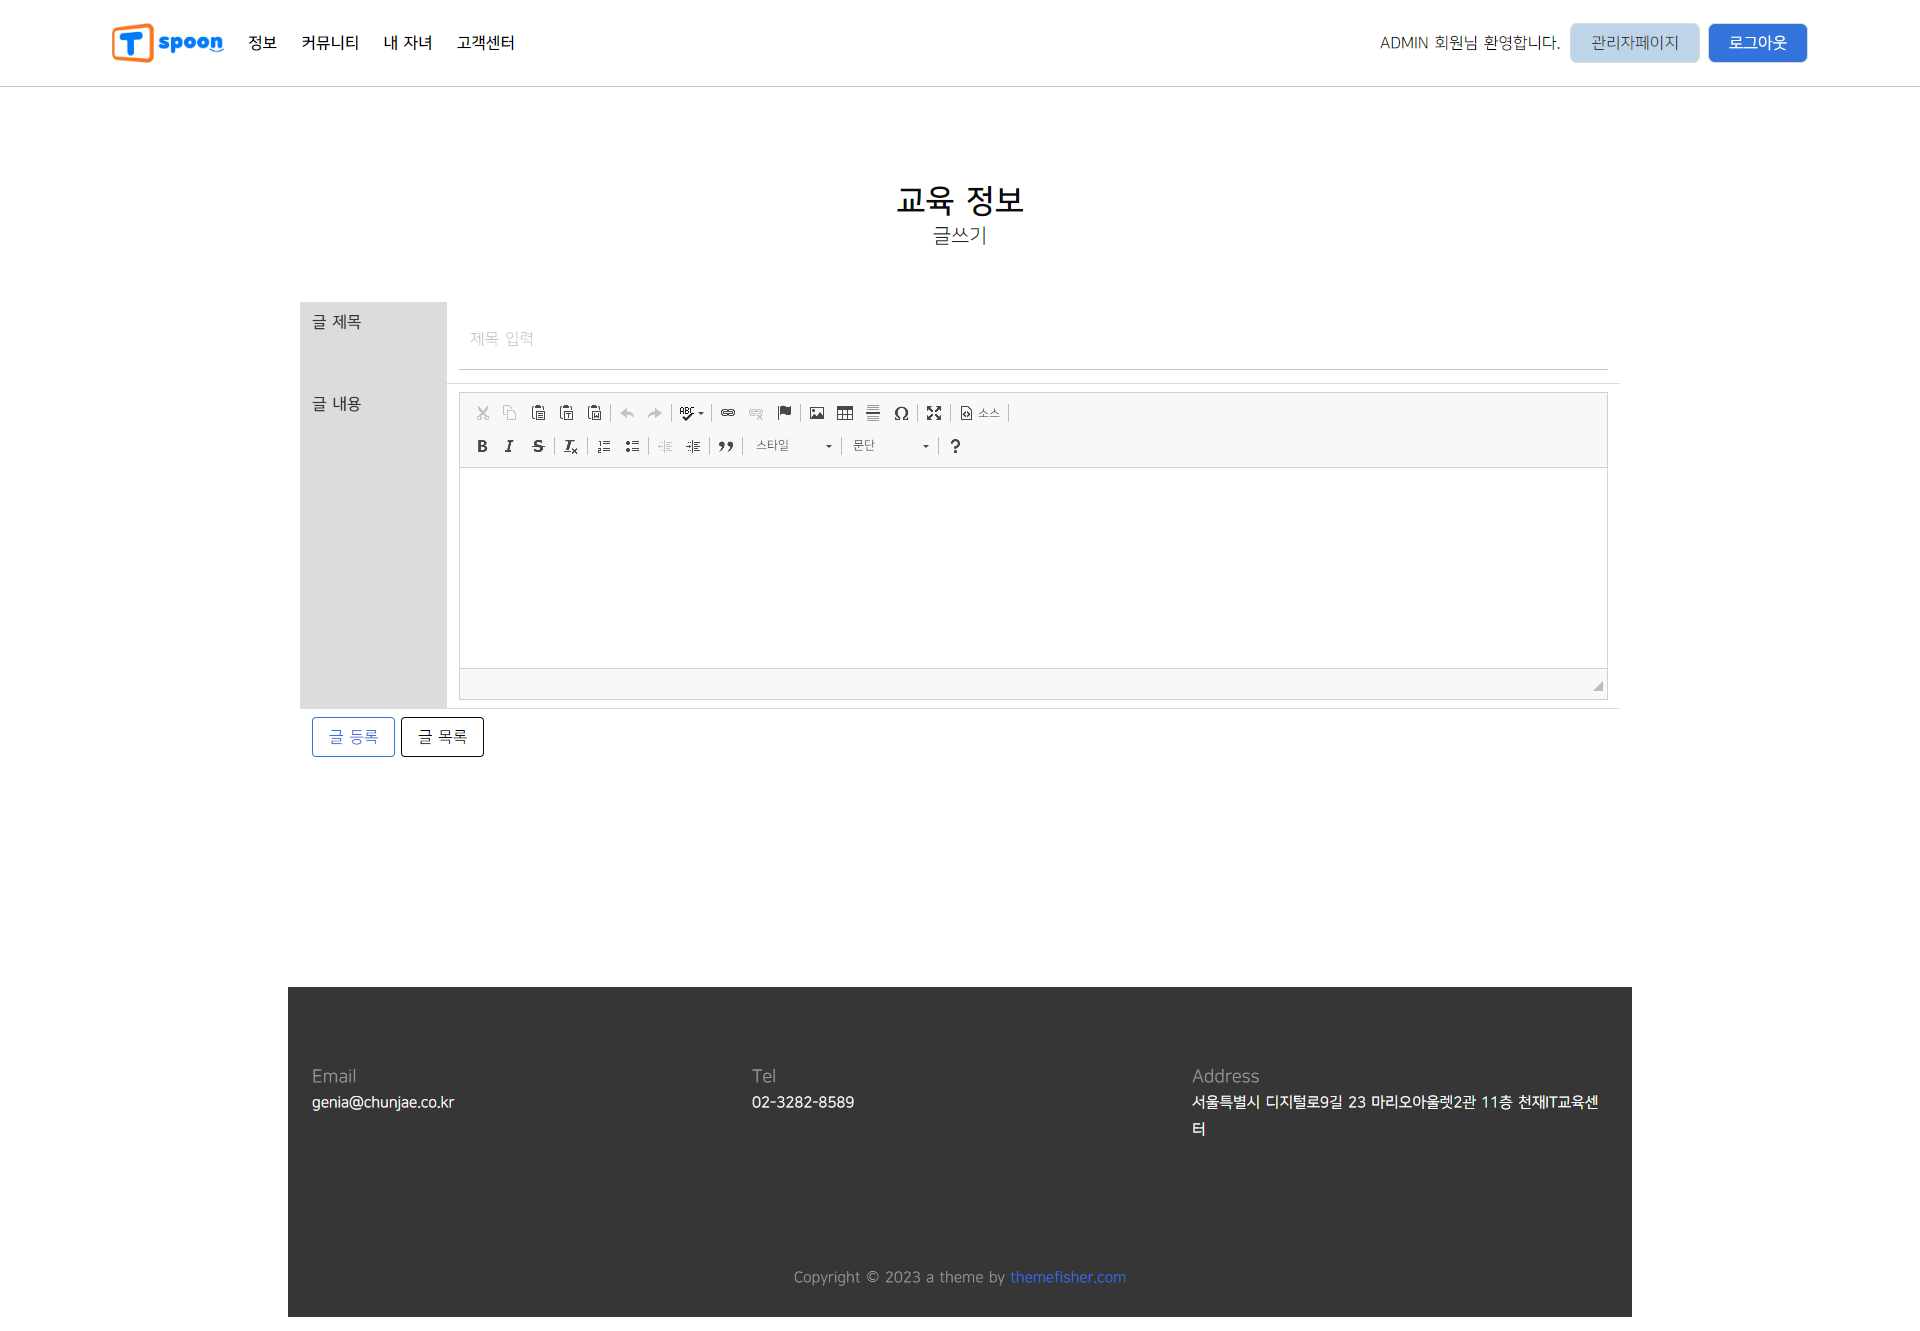 T spoon 정보 커뮤니티 내 자녀 고객센터 ADMIN 회원님 환영합니다. 관리자페이지 로그아웃
교육 정보
글쓰기
글 제목
제목 입력
글 내용
ABC Ω 소스
B I S Tx 스타일 문단 ?
글 등록 글 목록
Email
genia@chunjae.co.kr
Tel
02-3282-8589
Address
서울특별시 디지털로9길 23 마리오아울렛2관 11층 천재IT교육센
터
Copyright © 2023 a theme by themefisher.com